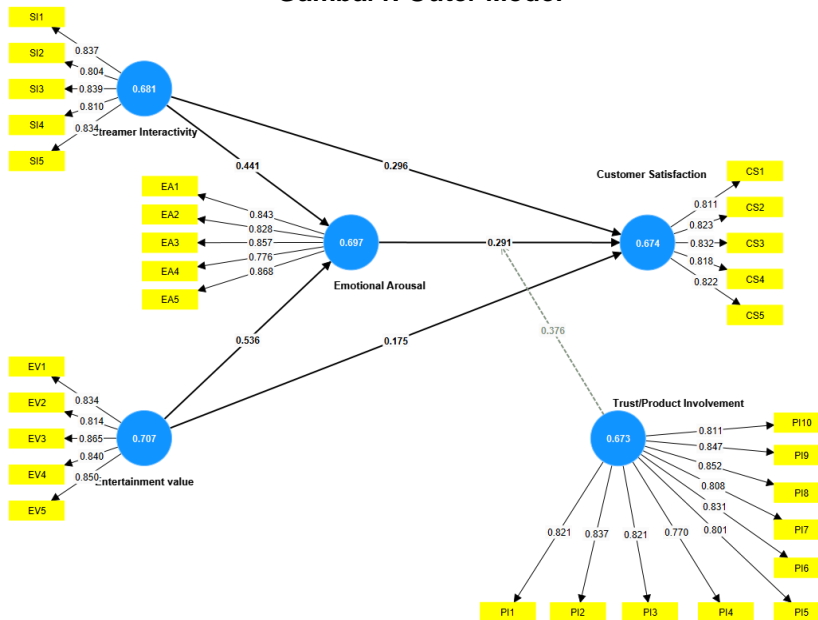 Gambar 1. Outer Model
SI1
SI2
SI3
SI4
SI5
0.837
0.804
0.839
0.810
0.834
0.681
Streamer Interactivity
0.441
0.296
EA1
EA2
EA3
EA4
EA5
0.843
0.828
0.857
0.776
0.868
0.697
Emotional Arousal
0.291
Customer Satisfaction
0.674
0.811
0.823
0.832
0.818
0.822
CS1
CS2
CS3
CS4
CS5
0.536
0.175
0.376
EV1
EV2
EV3
EV4
EV5
0.834
0.814
0.865
0.840
0.850
0.707
Entertainment value
Trust/Product Involvement
0.673
0.811
0.847
0.852
0.808
0.831
0.801
0.770
0.821
0.837
0.821
PI10
PI9
PI8
PI7
PI6
PI5
PI4
PI3
PI2
PI1